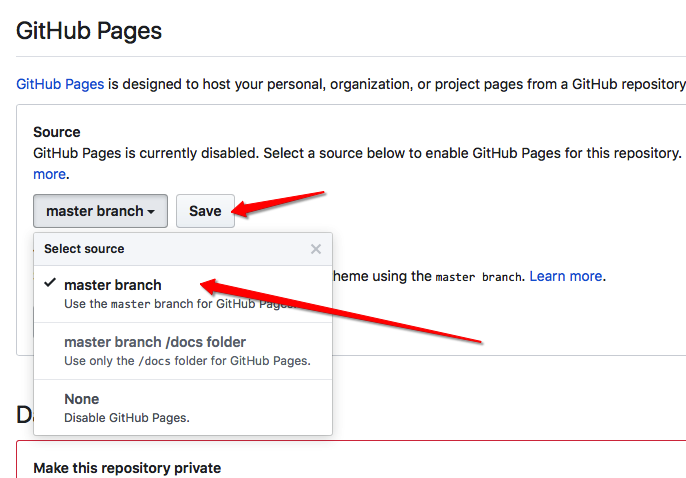 GitHub Pages
GitHub Pages is designed to host your personal, organization, or project pages from a GitHub repository
Source
GitHub Pages is currently disabled. Select a source below to enable GitHub Pages for this repository.
more.
master branch
Save
Select source
heme using the master branch. Learn more.
master branch
Use the master branch for GitHub Pages.
master branch /docs folder
Use only the /docs folder for GitHub Pages.
None
Disable GitHub Pages.
Make this repository private